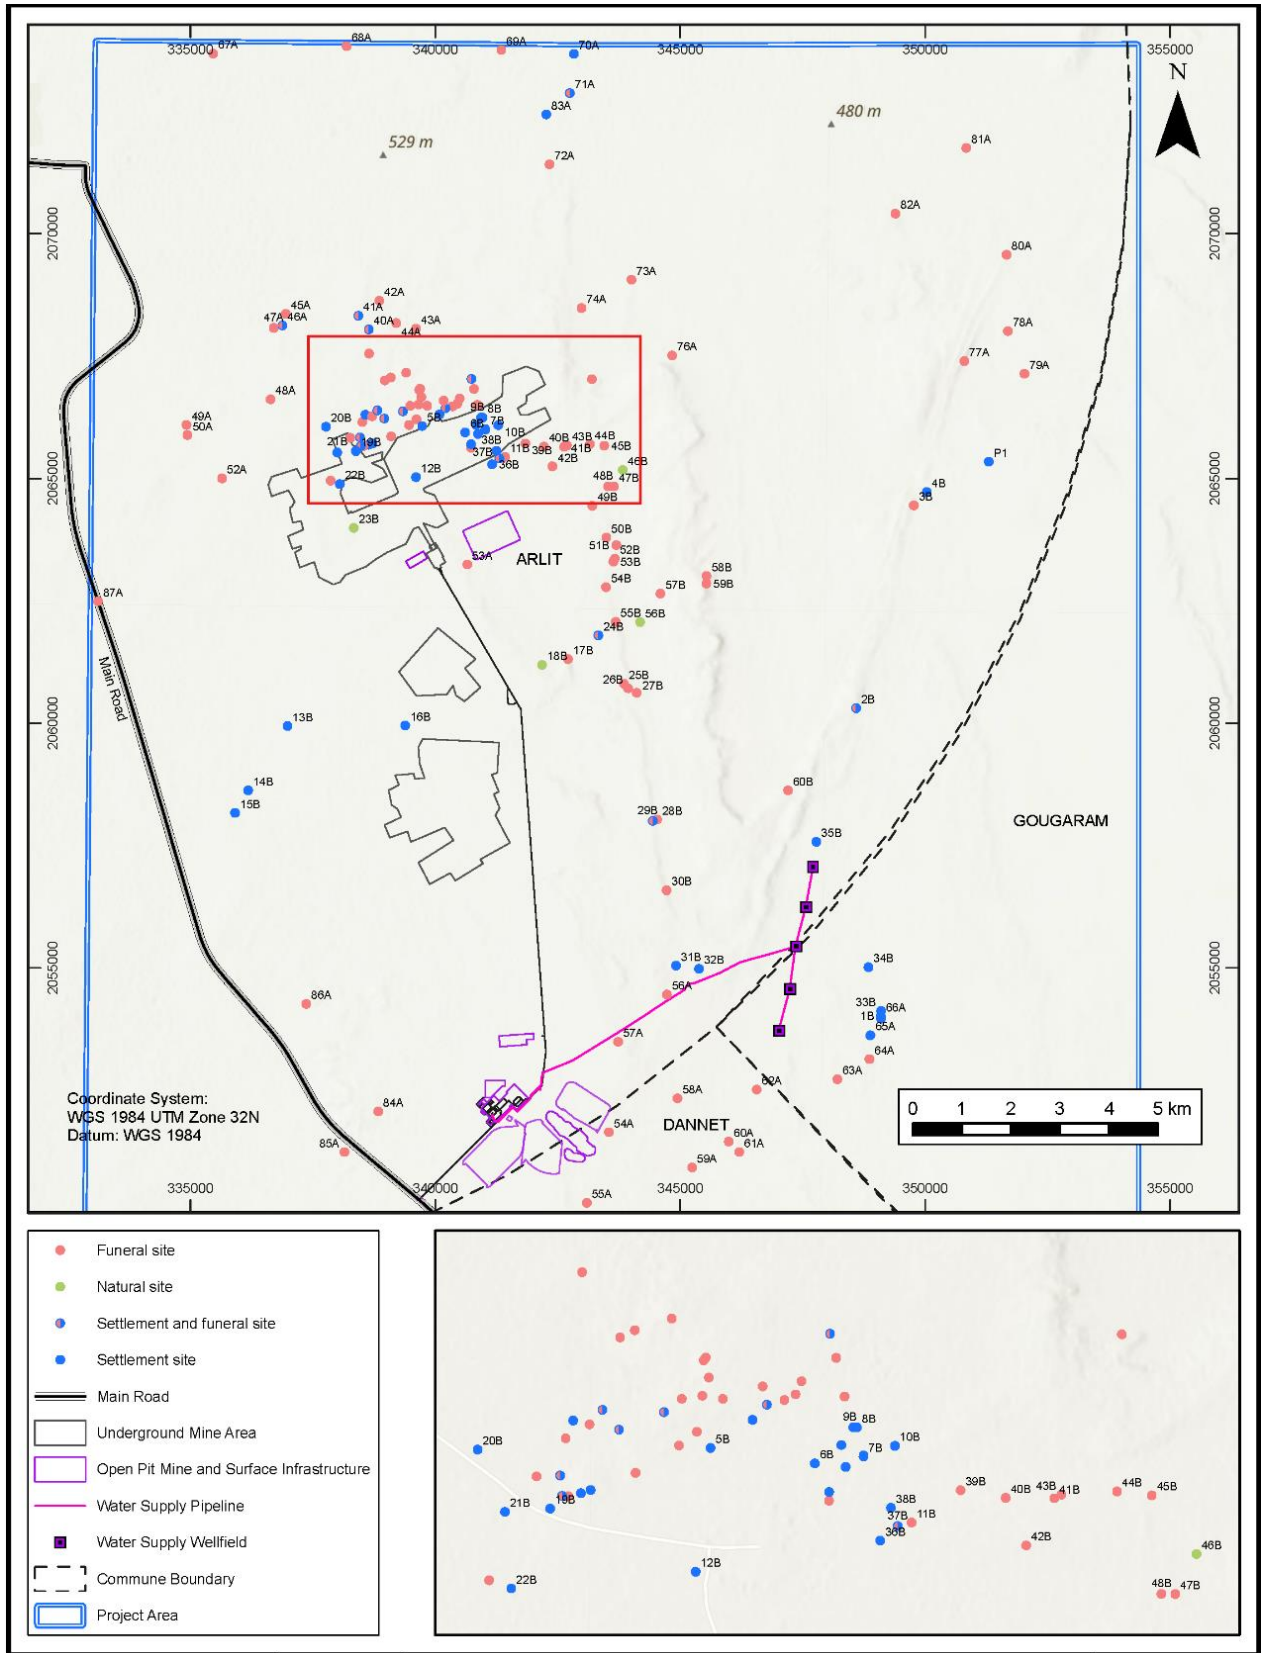 335000
340000
345000
350000
355000
67A
68A
69A
70A
71A
83A
N
529 m
480 m
72A
81A
82A
2070000
2070000
80A
73A
74A
42A
45A
41A
47A
46A
40A
43A
44A
78A
76A
77A
79A
48A
49A
50A
20B
9B
8B
5B
6B
7B
10B
21B
19B
38B
37B
11B
39B
40B
43B
44B
41B
45B
42B
36B
46B
P1
52A
22B
12B
48B
47B
4B
3B
2065000
2065000
49B
23B
50B
51B
52B
53B
53A
ARLIT
54B
57B
58B
59B
87A
55B
56B
24B
18B
17B
26B
25B
27B
Main Road
2B
13B
16B
2060000
2060000
14B
15B
60B
29B
28B
35B
GOUGARAM
30B
31B
32B
34B
2055000
2055000
56A
33B
66A
1B
65A
86A
57A
64A
63A
62A
58A
84A
Coordinate System:
WGS 1984 UTM Zone 32N
Datum: WGS 1984
85A
54A
DANNET
60A
61A
59A
55A
0 1 2 3 4 5 km
335000
340000
345000
350000
355000
Funeral site
Natural site
Settlement and funeral site
Settlement site
Main Road
Underground Mine Area
Open Pit Mine and Surface Infrastructure
Water Supply Pipeline
Water Supply Wellfield
Commune Boundary
Project Area
20B
5B
9B
8B
10B
7B
6B
21B
19B
39B
40B
43B
41B
44B
45B
38B
37B
11B
36B
42B
46B
12B
22B
48B
47B